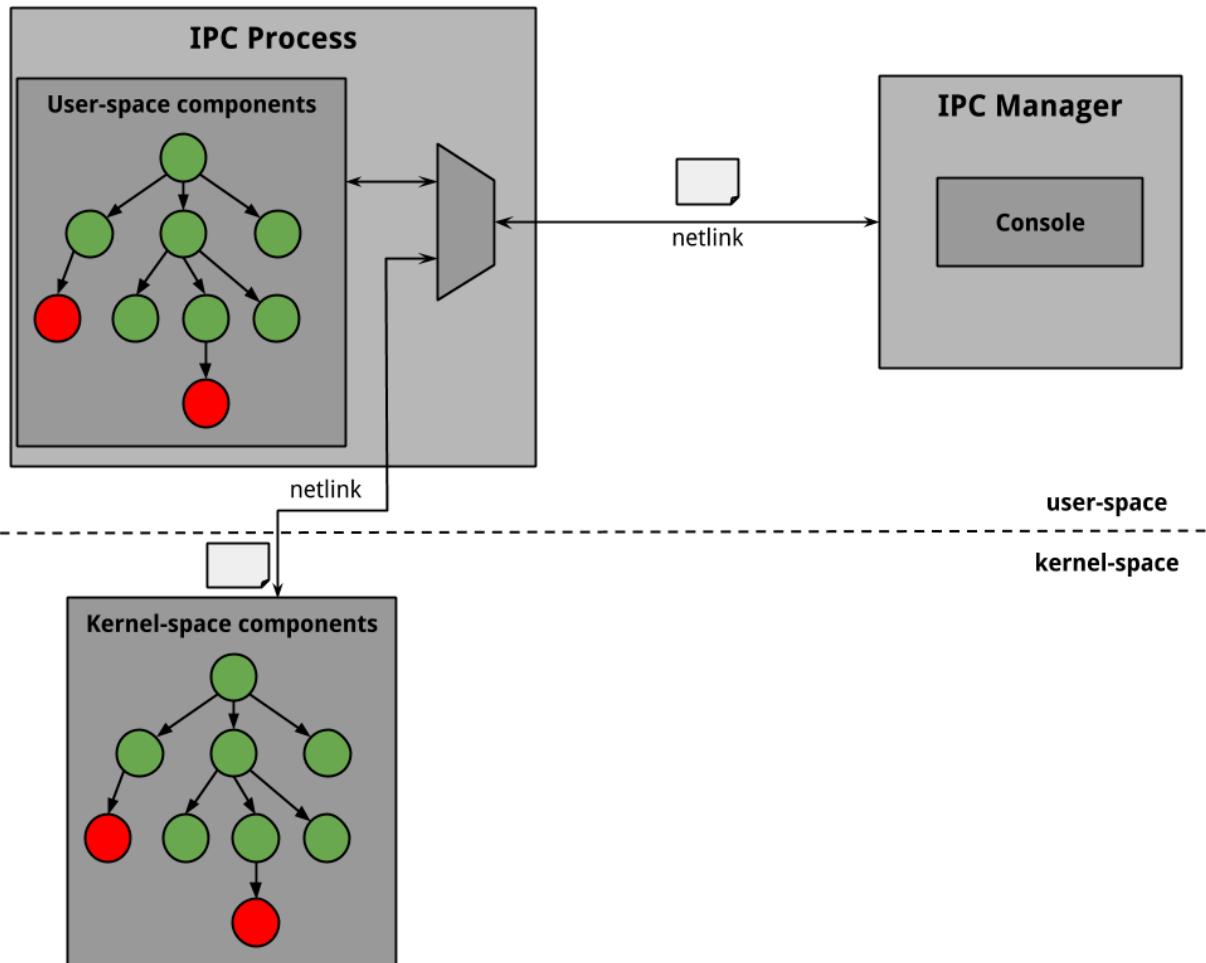 IPC Process
User-space components
IPC Manager
Console
netlink
netlink
user-space
kernel-space
Kernel-space components